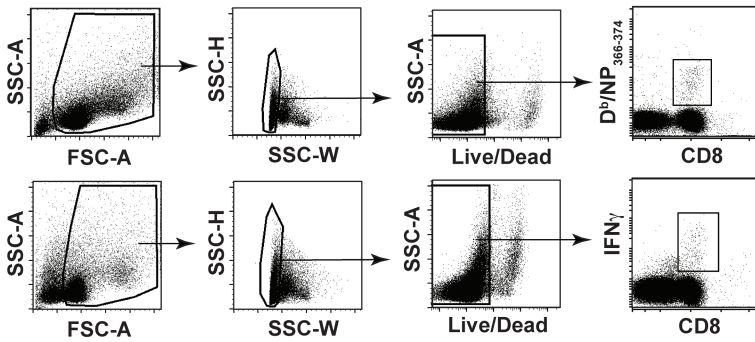 SSC-A
FSC-A
SSC-H
SSC-W
SSC-A
Live/Dead
Dᵇ/NP₃₆₆₋₃₇₄
CD8
SSC-A
FSC-A
SSC-H
SSC-W
SSC-A
Live/Dead
IFNγ
CD8